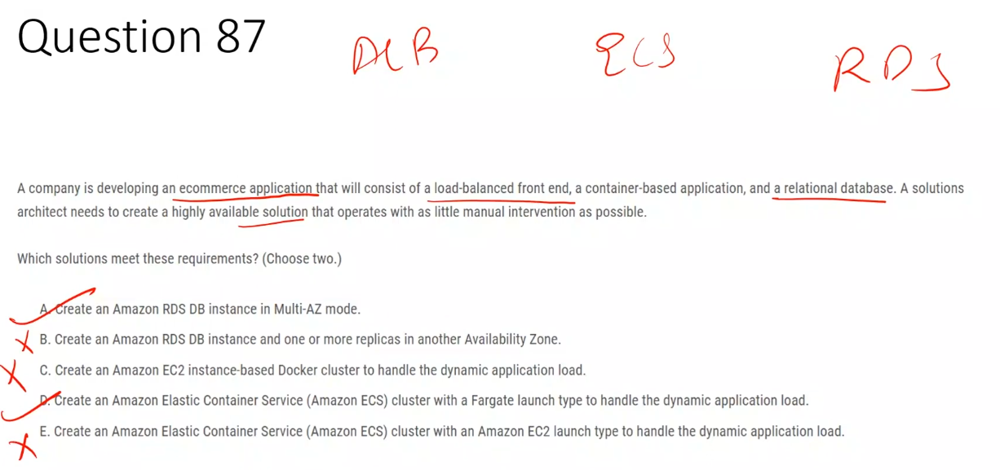 Question 87
ALB
ECS
RDS
A company is developing an ecommerce application that will consist of a load-balanced front end, a container-based application, and a relational database. A solutions
architect needs to create a highly available solution that operates with as little manual intervention as possible.
Which solutions meet these requirements? (Choose two.)
A. Create an Amazon RDS DB instance in Multi-AZ mode.
B. Create an Amazon RDS DB instance and one or more replicas in another Availability Zone.
C. Create an Amazon EC2 instance-based Docker cluster to handle the dynamic application load.
D. Create an Amazon Elastic Container Service (Amazon ECS) cluster with a Fargate launch type to handle the dynamic application load.
E. Create an Amazon Elastic Container Service (Amazon ECS) cluster with an Amazon EC2 launch type to handle the dynamic application load.